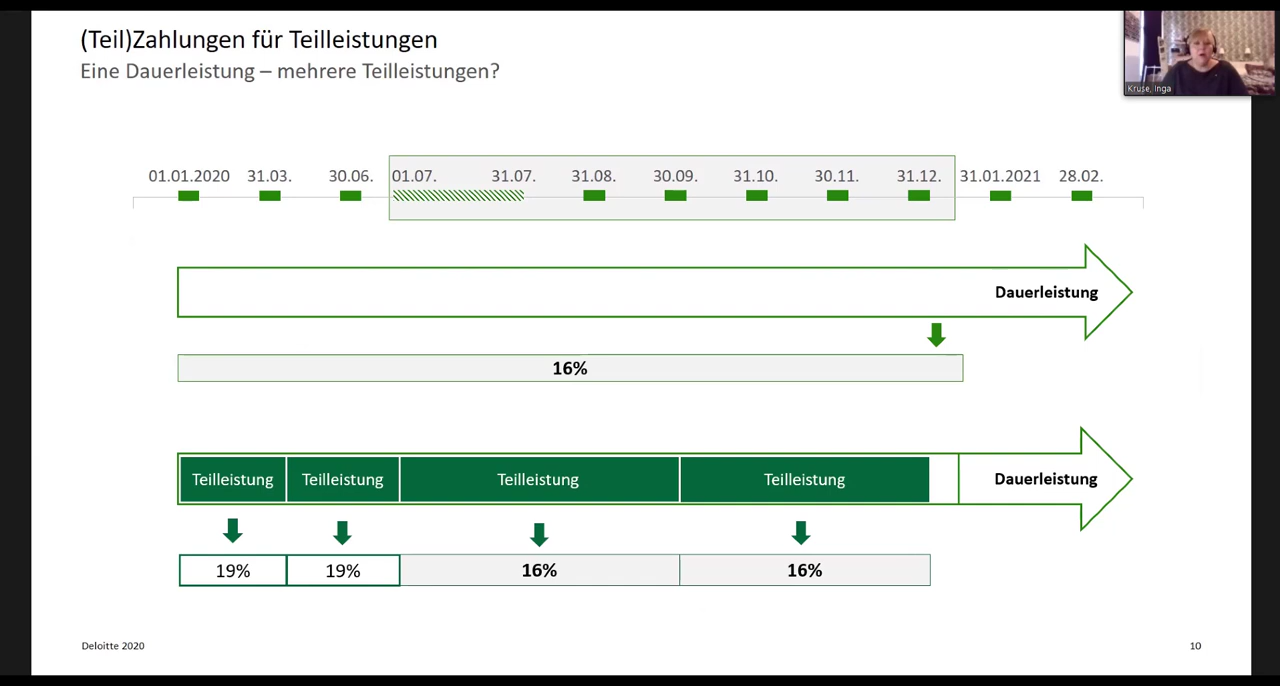 (Teil)Zahlungen für Teilleistungen
Eine Dauerleistung – mehrere Teilleistungen?
Kruse, Inga
01.01.2020 31.03. 30.06. 01.07. 31.07. 31.08. 30.09. 31.10. 30.11. 31.12. 31.01.2021 28.02.
Dauerleistung
16%
Teilleistung Teilleistung Teilleistung Teilleistung Dauerleistung
19% 19% 16% 16%
Deloitte 2020 10